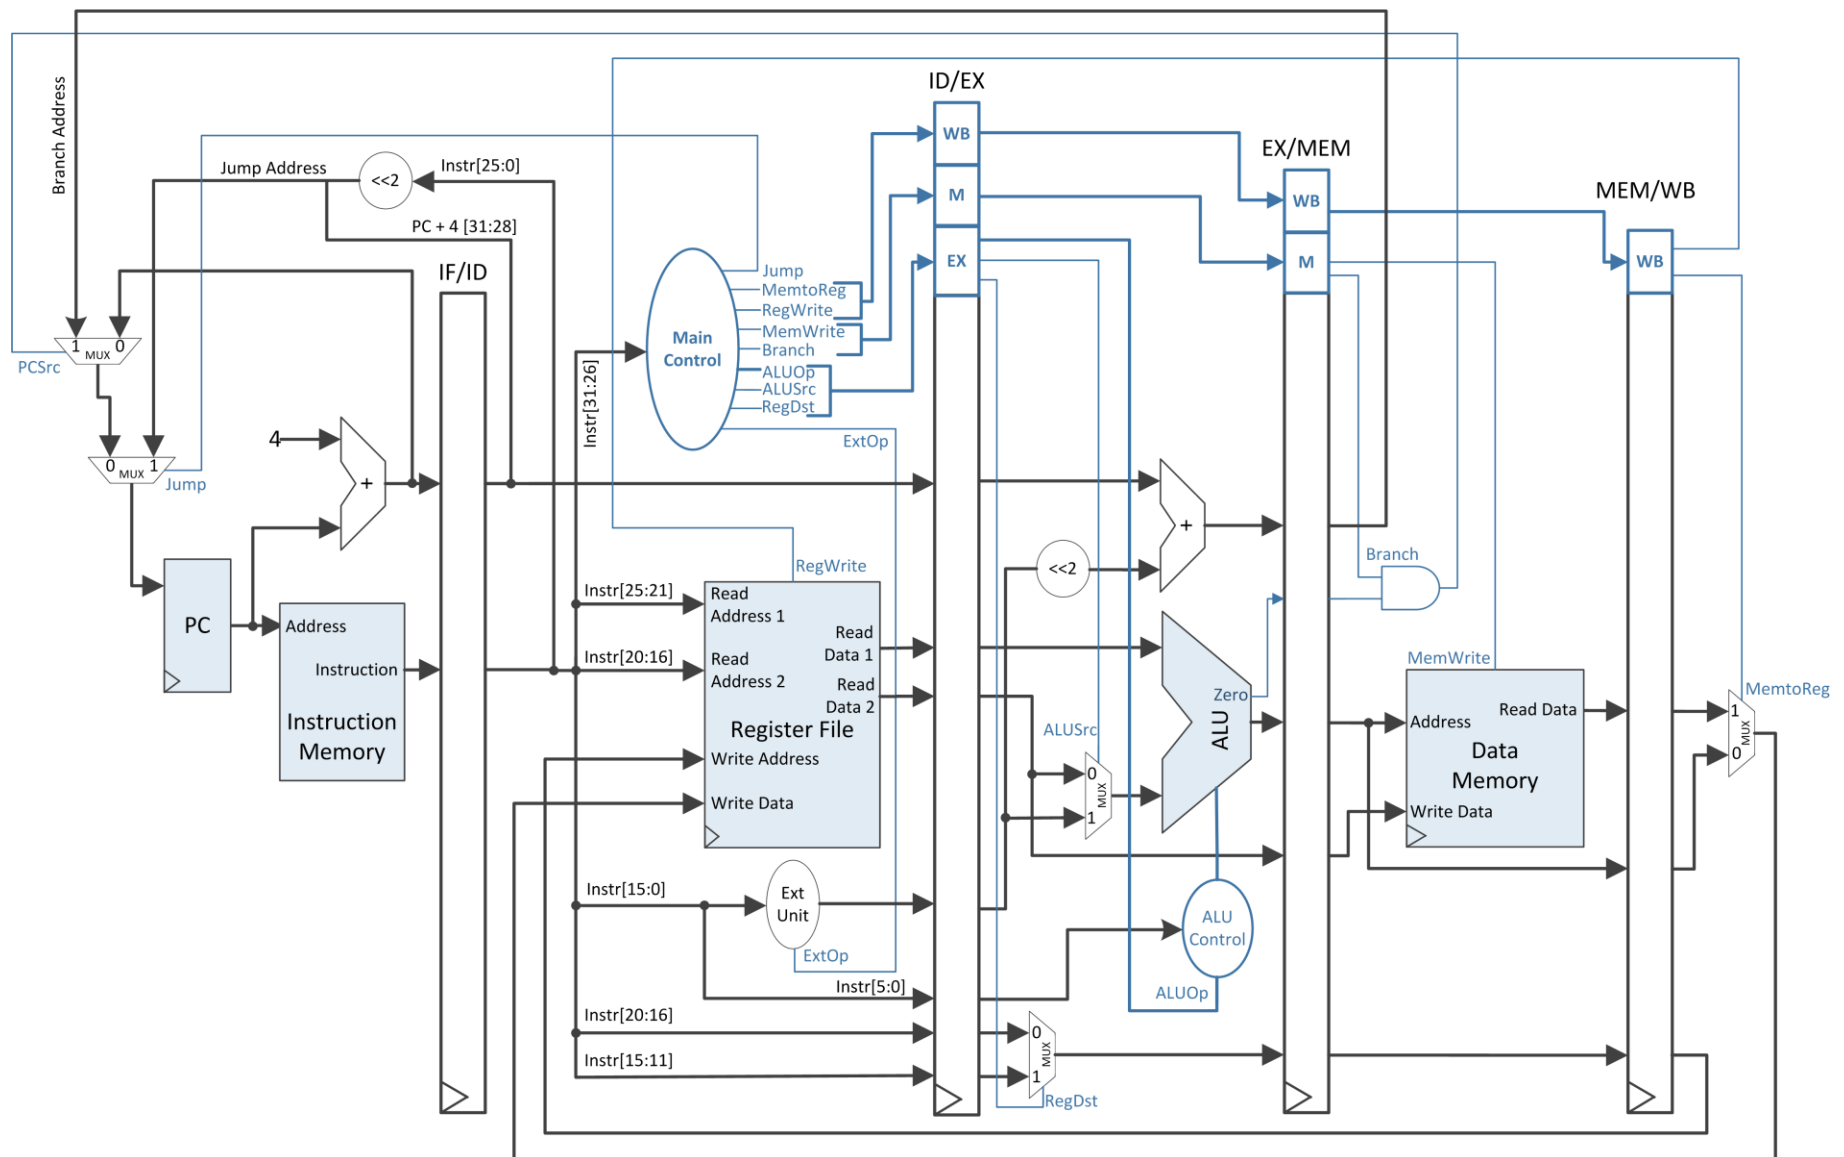 ID/EX
Branch Address
WB
EX/MEM
Jump Address
<<2
Instr[25:0]
M
WB
MEM/WB
PC + 4 [31:28]
IF/ID
EX
M
WB
Jump
MemtoReg
RegWrite
MemWrite
Branch
ALUOp
ALUSrc
RegDst
ExtOp
Main
Control
Instr[31:26]
1
MUX
0
PCSrc
4
+
0
MUX
1
Jump
+
<<2
Branch
RegWrite
PC
Address
Instruction
Instruction
Memory
Instr[25:21]
Instr[20:16]
Read
Address 1
Read
Address 2
Read
Data 1
Read
Data 2
Register File
Write Address
Write Data
ALUSrc
0
MUX
1
Zero
ALU
MemWrite
Address
Read Data
Data
Memory
Write Data
MemtoReg
1
MUX
0
Instr[15:0]
Ext
Unit
ExtOp
ALU
Control
ALUOp
Instr[5:0]
Instr[20:16]
Instr[15:11]
0
MUX
1
RegDst